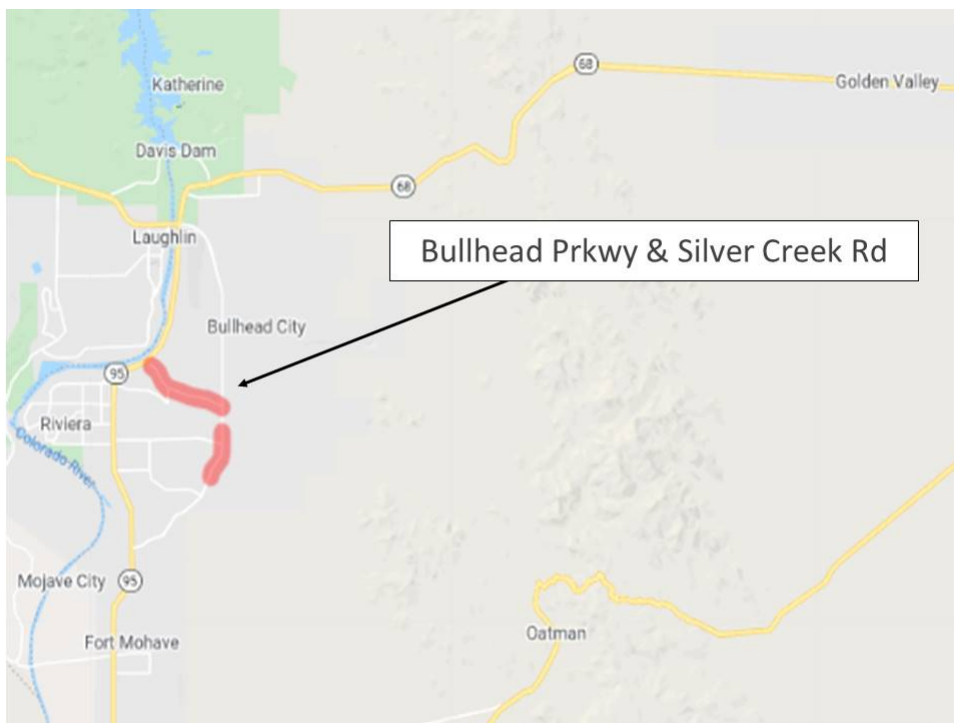 68
Golden Valley
Katherine
Davis Dam
68
Laughlin
Bullhead Prkwy & Silver Creek Rd
Bullhead City
95
Riviera
Colorado River
Mojave City
95
Oatman
Fort Mohave